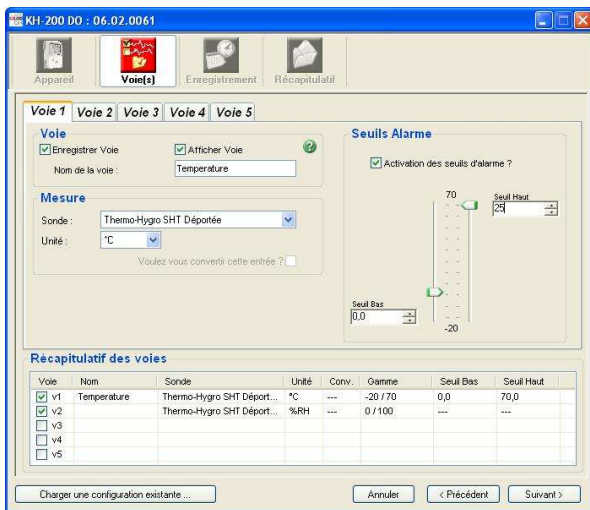 KH-200 DO : 06.02.0061
Appareil Voie(s) Enregistrement Récapitulatif
Voie 1 Voie 2 Voie 3 Voie 4 Voie 5
Voie
Enregistrer Voie Afficher Voie
Nom de la voie : Temperature
Mesure
Sonde : Thermo-Hygro SHT Déportée
Unité : °C
Voulez vous convertir cette entrée ?
Seuils Alarme
Activation des seuils d'alarme ?
70 Seuil Haut
25
Seuil Bas
0,0
-20
Récapitulatif des voies
Voie Nom Sonde Unité Conv. Gamme Seuil Bas Seuil Haut
v1 Temperature Thermo-Hygro SHT Déport... °C --- -20 / 70 0,0 70,0
v2 Thermo-Hygro SHT Déport... %RH --- 0 / 100 --- ---
v3
v4
v5
Charger une configuration existante ... Annuler < Précédent Suivant >